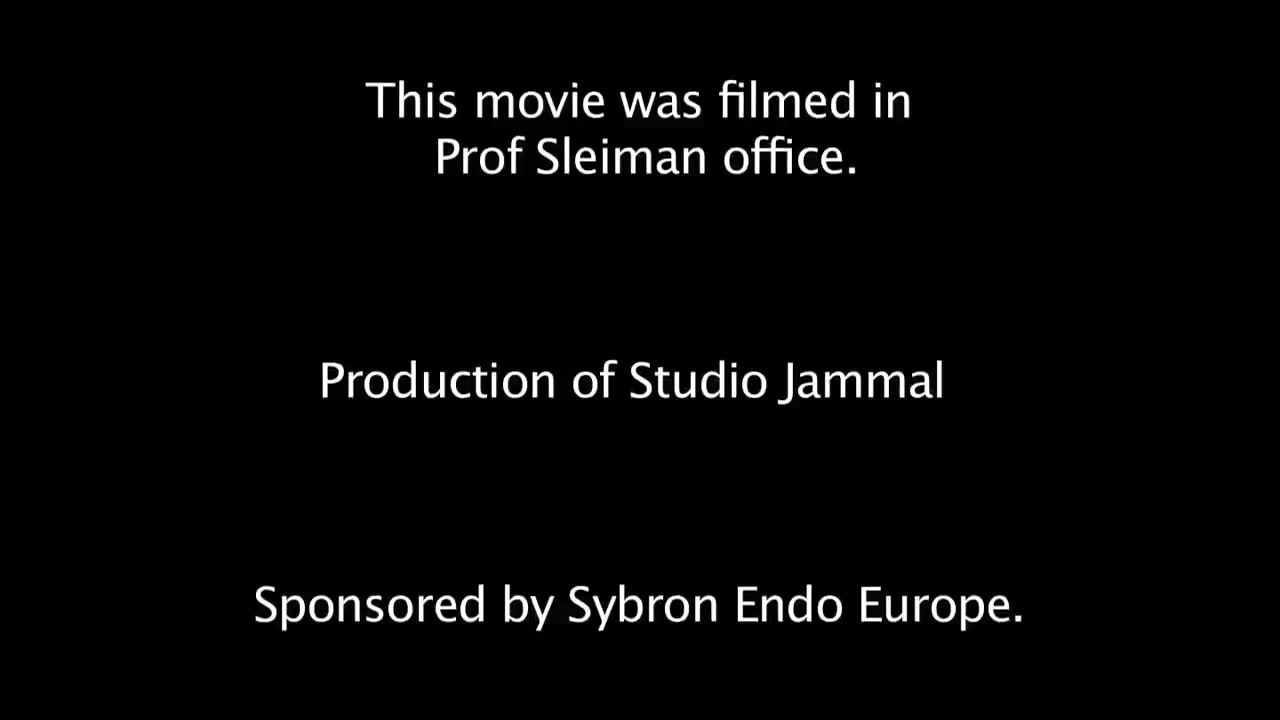 This movie was filmed in
Prof Sleiman office.
Production of Studio Jammal
Sponsored by Sybron Endo Europe.